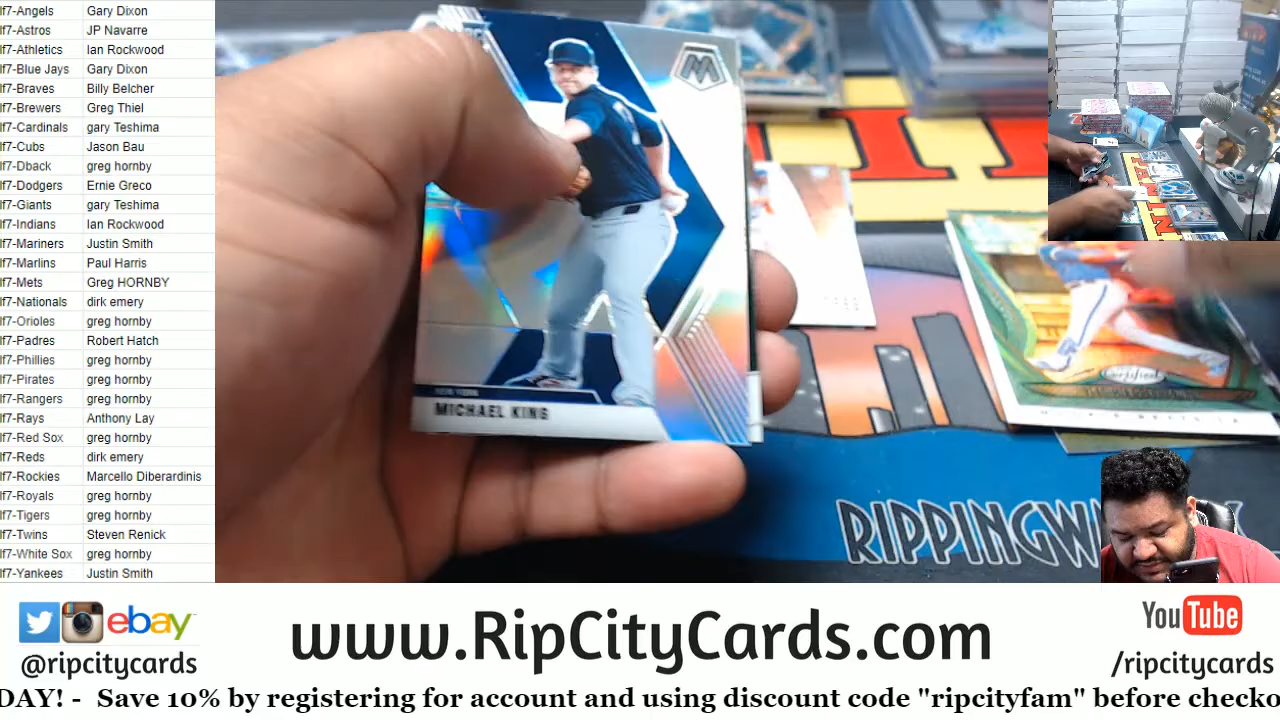 lf7-Angels Gary Dixon
lf7-Astros JP Navarre
lf7-Athletics Ian Rockwood
lf7-Blue Jays Gary Dixon
lf7-Braves Billy Belcher
lf7-Brewers Greg Thiel
lf7-Cardinals gary Teshima
lf7-Cubs Jason Bau
lf7-Dback greg hornby
lf7-Dodgers Ernie Greco
lf7-Giants gary Teshima
lf7-Indians Ian Rockwood
lf7-Mariners Justin Smith
lf7-Marlins Paul Harris
lf7-Mets Greg HORNBY
lf7-Nationals dirk emery
lf7-Orioles greg hornby
lf7-Padres Robert Hatch
lf7-Phillies greg hornby
lf7-Pirates greg hornby
lf7-Rangers greg hornby
lf7-Rays Anthony Lay
lf7-Red Sox greg hornby
lf7-Reds dirk emery
lf7-Rockies Marcello Diberardinis
lf7-Royals greg hornby
lf7-Tigers greg hornby
lf7-Twins Steven Renick
lf7-White Sox greg hornby
lf7-Yankees Justin Smith
M
NEW YORK
MICHAEL KING
Certified
RIPPINGW
ebay
@ripcitycards
www.RipCityCards.com
YouTube
/ripcitycards
DAY! - Save 10% by registering for account and using discount code "ripcityfam" before checko